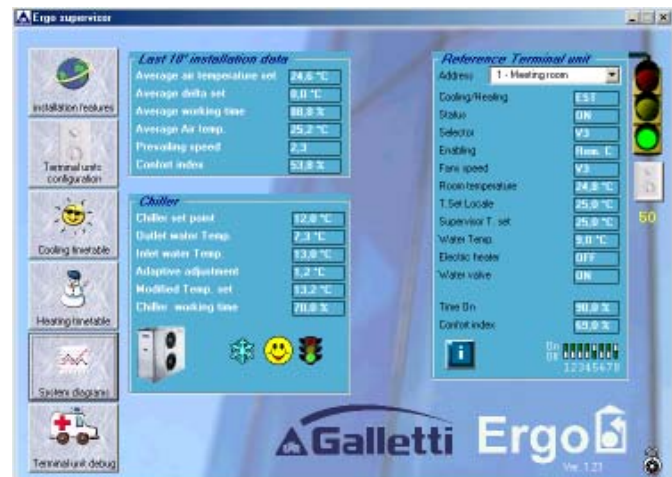 Ergo supervisor
installation features
Terminal units
configuration
Cooling timetable
Heating timetable
System diagrams
Terminal unit debug
Last 10' installation data
Average air temperature set 24,6 °C
Average delta set 0,0 °C
Average working time 88,8 %
Average Air temp. 25,2 °C
Prevailing speed 2,3
Confort index 53,8 %
Chiller
Chiller set point 12,0 °C
Outlet water Temp. 7,3 °C
Inlet water Temp. 13,0 °C
Adaptive adjustment 1,2 °C
Modified Temp. set 13,2 °C
Chiller working time 70,0 %
Reference Terminal unit
Address 1 - Meeting room
Cooling/Heating EST
Status ON
Selector V3
Enabling Rem. C
Fans speed V3
Room temperature 24,8 °C
T.Set Locale 25,0 °C
Supervisor T. set 25,0 °C
Water Temp. 9,0 °C
Electric heater OFF
Water valve ON
Time On 90,0 %
Confort index 69,0 %
i
On
Off
12345678
50
Galletti
Ergo
Ver. 1.21